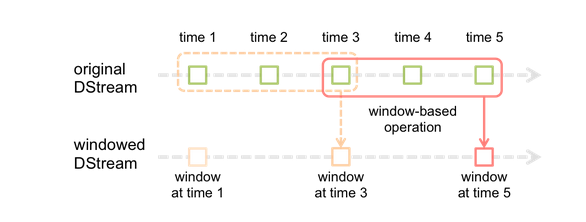 time 1 time 2 time 3 time 4 time 5
original
DStream
window-based
operation
windowed
DStream
window
at time 1
window
at time 3
window
at time 5